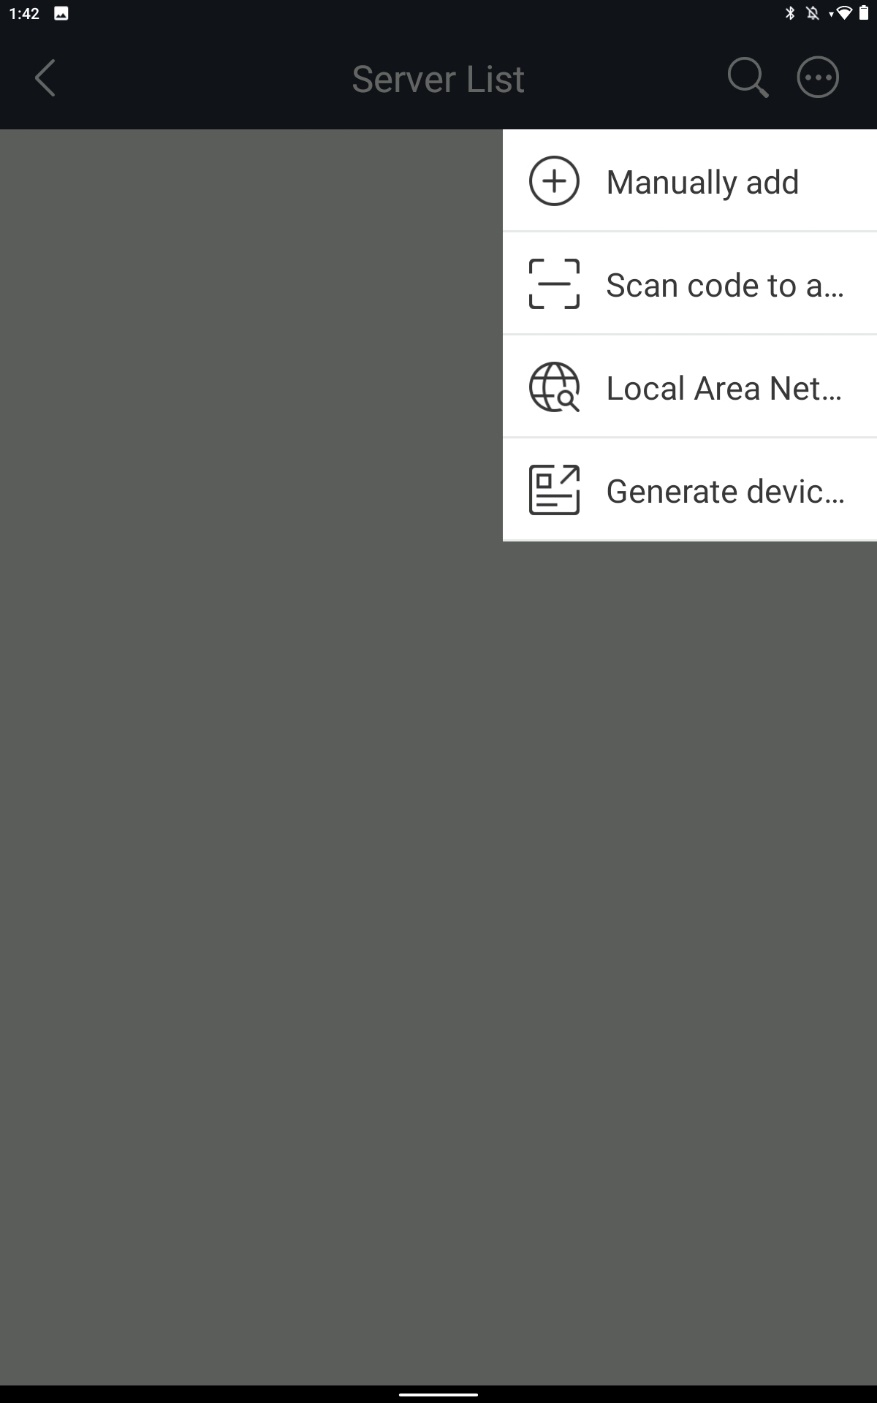 1:42
Server List
Manually add
Scan code to a...
Local Area Net...
Generate devic...